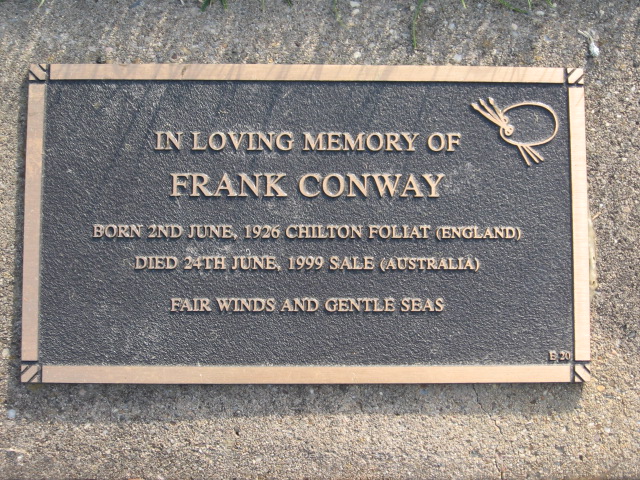 IN LOVING MEMORY OF
FRANK CONWAY
BORN 2ND JUNE, 1926 CHILTON FOLIAT (ENGLAND)
DIED 24TH JUNE, 1999 SALE (AUSTRALIA)
FAIR WINDS AND GENTLE SEAS
E 20